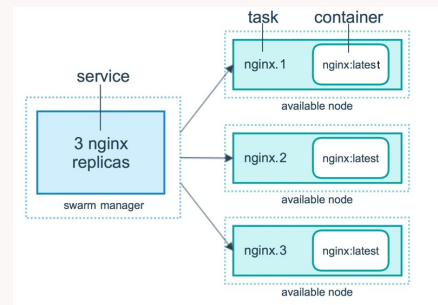 task
container
service
nginx.1
nginx:latest
available node
3 nginx
replicas
swarm manager
nginx.2
nginx:latest
available node
nginx.3
nginx:latest
available node